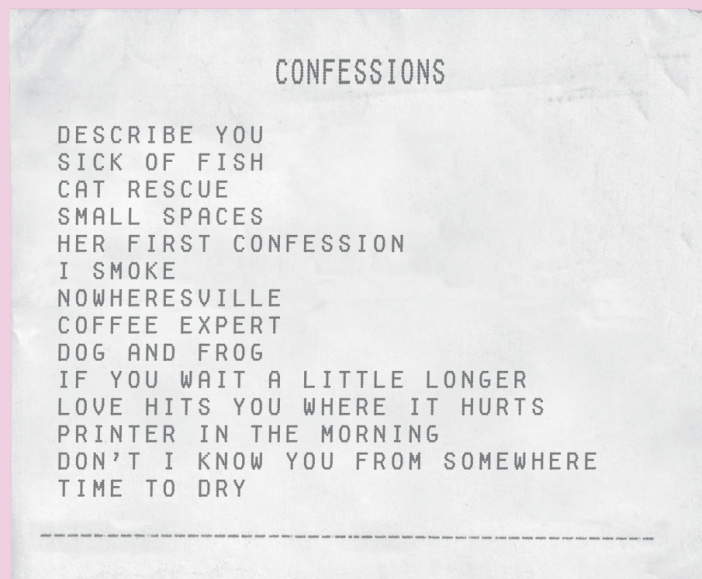 CONFESSIONS
DESCRIBE YOU
SICK OF FISH
CAT RESCUE
SMALL SPACES
HER FIRST CONFESSION
I SMOKE
NOWHERESVILLE
COFFEE EXPERT
DOG AND FROG
IF YOU WAIT A LITTLE LONGER
LOVE HITS YOU WHERE IT HURTS
PRINTER IN THE MORNING
DON'T I KNOW YOU FROM SOMEWHERE
TIME TO DRY